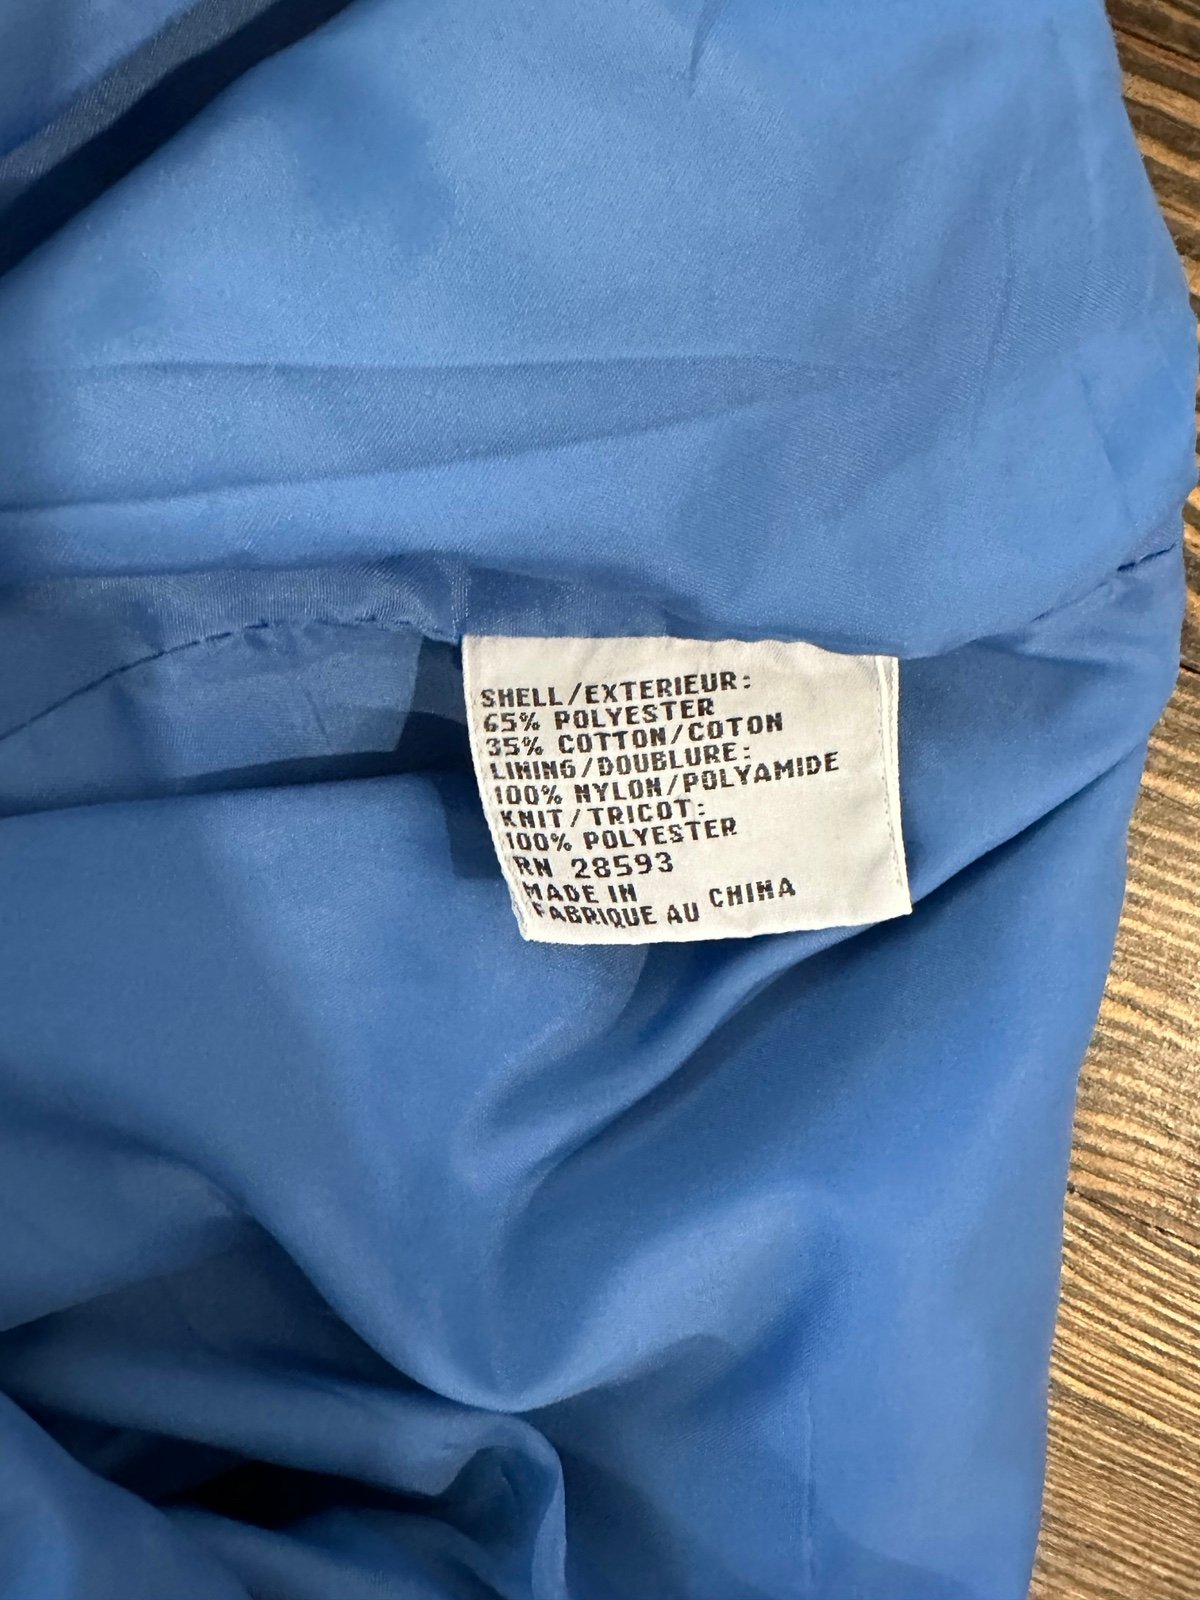 SHELL/EXTERIEUR:
65% POLYESTER
35% COTTON/COTON
LINING/DOUBLURE:
100% NYLON/POLYAMIDE
KNIT/TRICOT:
100% POLYESTER
RN 28593
MADE IN CHINA
FABRIQUE AU